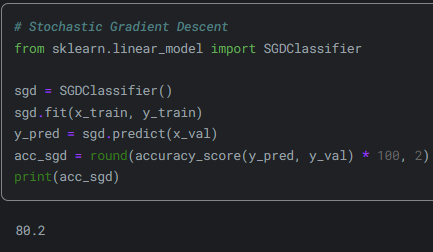 # Stochastic Gradient Descent
from sklearn.linear_model import SGDClassifier
sgd = SGDClassifier()
sgd.fit(x_train, y_train)
y_pred = sgd.predict(x_val)
acc_sgd = round(accuracy_score(y_pred, y_val) * 100, 2)
print(acc_sgd)
80.2